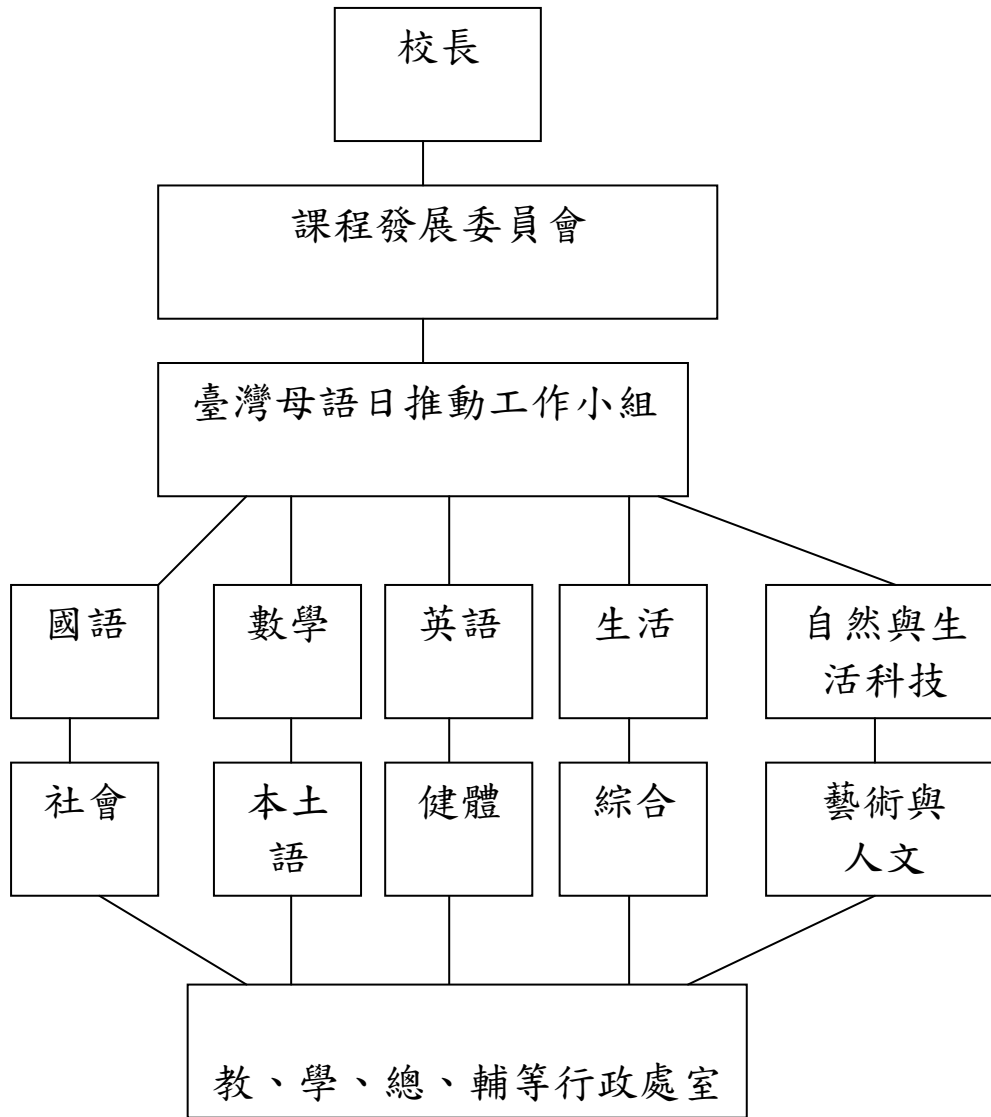 校長
課程發展委員會
臺灣母語日推動工作小組
國語
數學
英語
生活
自然與生
活科技
社會
本土
語
健體
綜合
藝術與
人文
教、學、總、輔等行政處室